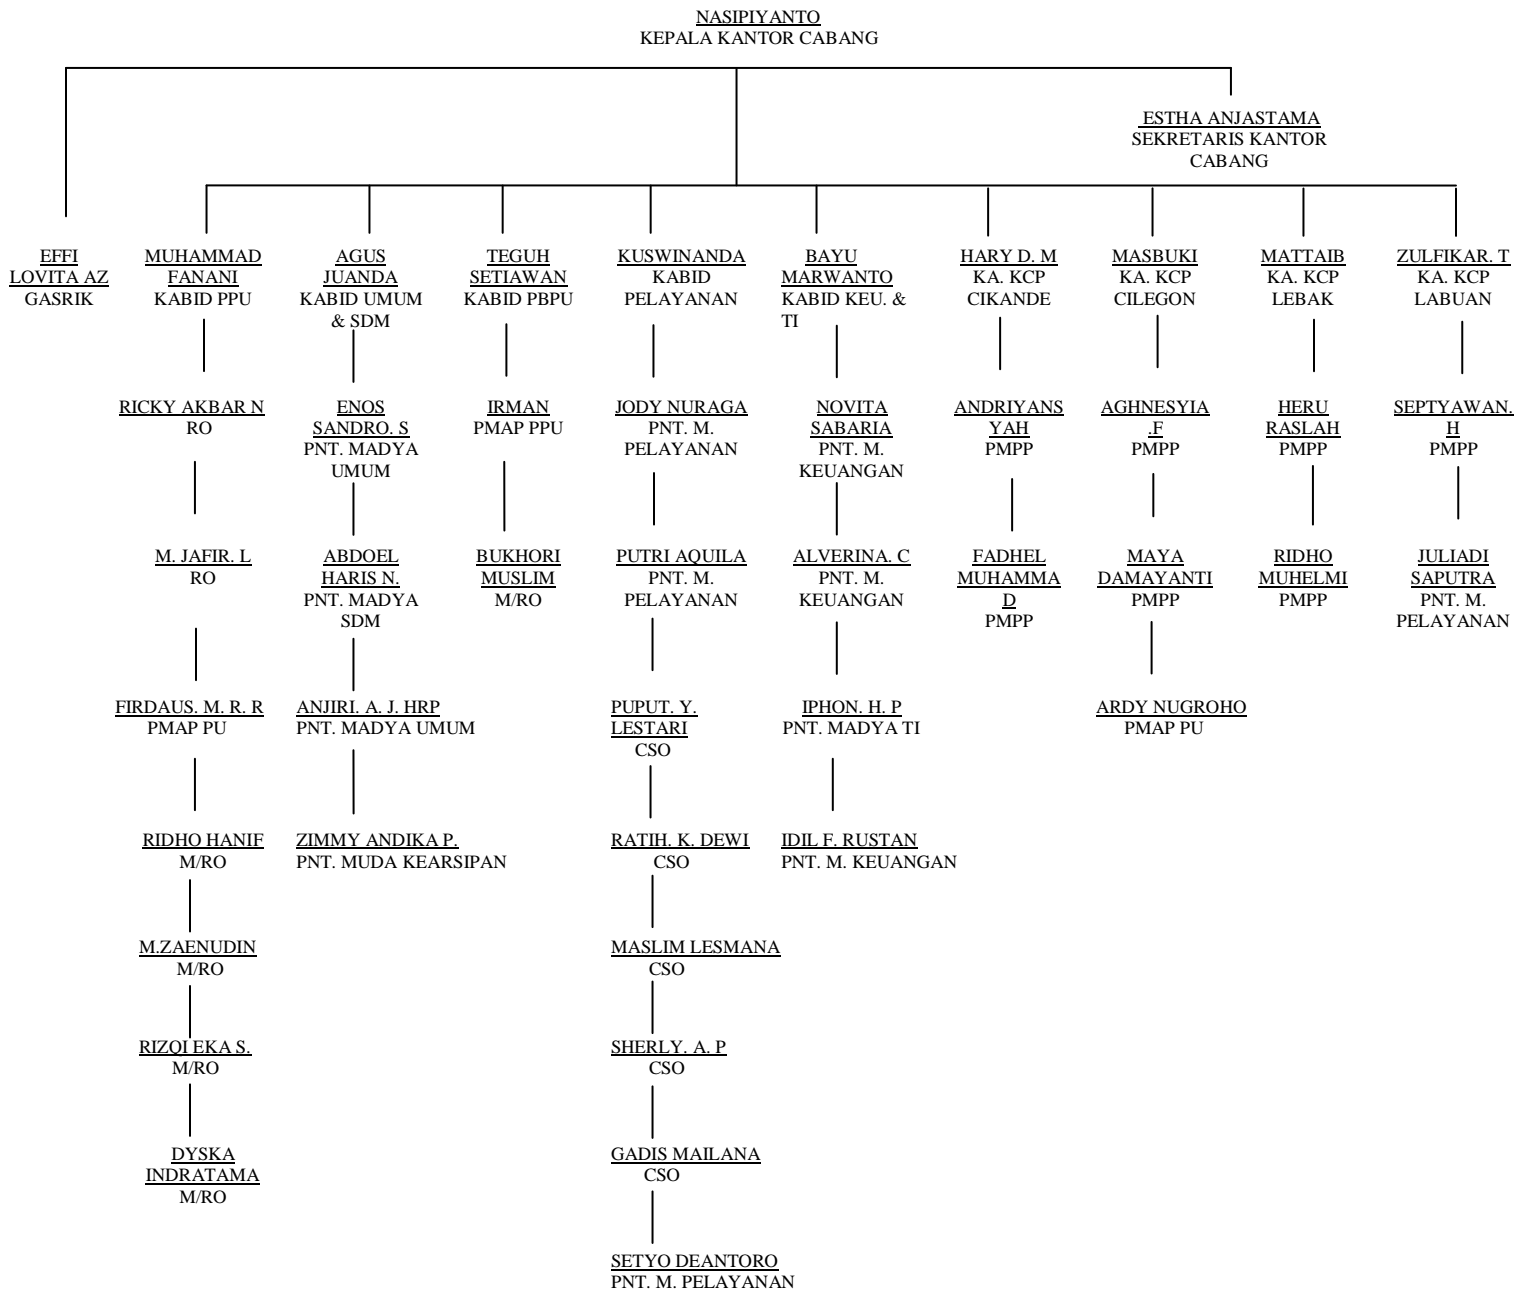 NASIPIYANTO
KEPALA KANTOR CABANG
ESTHA ANJASTAMA
SEKRETARIS KANTOR
CABANG
EFFI
LOVITA AZ
GASRIK
MUHAMMAD
FANANI
KABID PPU
AGUS
JUANDA
KABID UMUM
& SDM
TEGUH
SETIAWAN
KABID PBPU
KUSWINANDA
KABID
PELAYANAN
BAYU
MARWANTO
KABID KEU. &
TI
HARY D. M
KA. KCP
CIKANDE
MASBUKI
KA. KCP
CILEGON
MATTAIB
KA. KCP
LEBAK
ZULFIKAR. T
KA. KCP
LABUAN
RICKY AKBAR N
RO
ENOS
SANDRO. S
PNT. MADYA
UMUM
IRMAN
PMAP PPU
JODY NURAGA
PNT. M.
PELAYANAN
NOVITA
SABARIA
PNT. M.
KEUANGAN
ANDRIYANS
YAH
PMPP
AGHNESYIA
.F
PMPP
HERU
RASLAH
PMPP
SEPTYAWAN.
H
PMPP
M. JAFIR. L
RO
ABDOEL
HARIS N.
PNT. MADYA
SDM
BUKHORI
MUSLIM
M/RO
PUTRI AQUILA
PNT. M.
PELAYANAN
ALVERINA. C
PNT. M.
KEUANGAN
FADHEL
MUHAMMA
D
PMPP
MAYA
DAMAYANTI
PMPP
RIDHO
MUHELMI
PMPP
JULIADI
SAPUTRA
PNT. M.
PELAYANAN
FIRDAUS. M. R. R
PMAP PU
ANJIRI. A. J. HRP
PNT. MADYA UMUM
PUPUT. Y.
LESTARI
CSO
IPHON. H. P
PNT. MADYA TI
ARDY NUGROHO
PMAP PU
RIDHO HANIF
M/RO
ZIMMY ANDIKA P.
PNT. MUDA KEARSIPAN
RATIH. K. DEWI
CSO
IDIL F. RUSTAN
PNT. M. KEUANGAN
M.ZAENUDIN
M/RO
MASLIM LESMANA
CSO
RIZQI EKA S.
M/RO
SHERLY. A. P
CSO
DYSKA
INDRATAMA
M/RO
GADIS MAILANA
CSO
SETYO DEANTORO
PNT. M. PELAYANAN